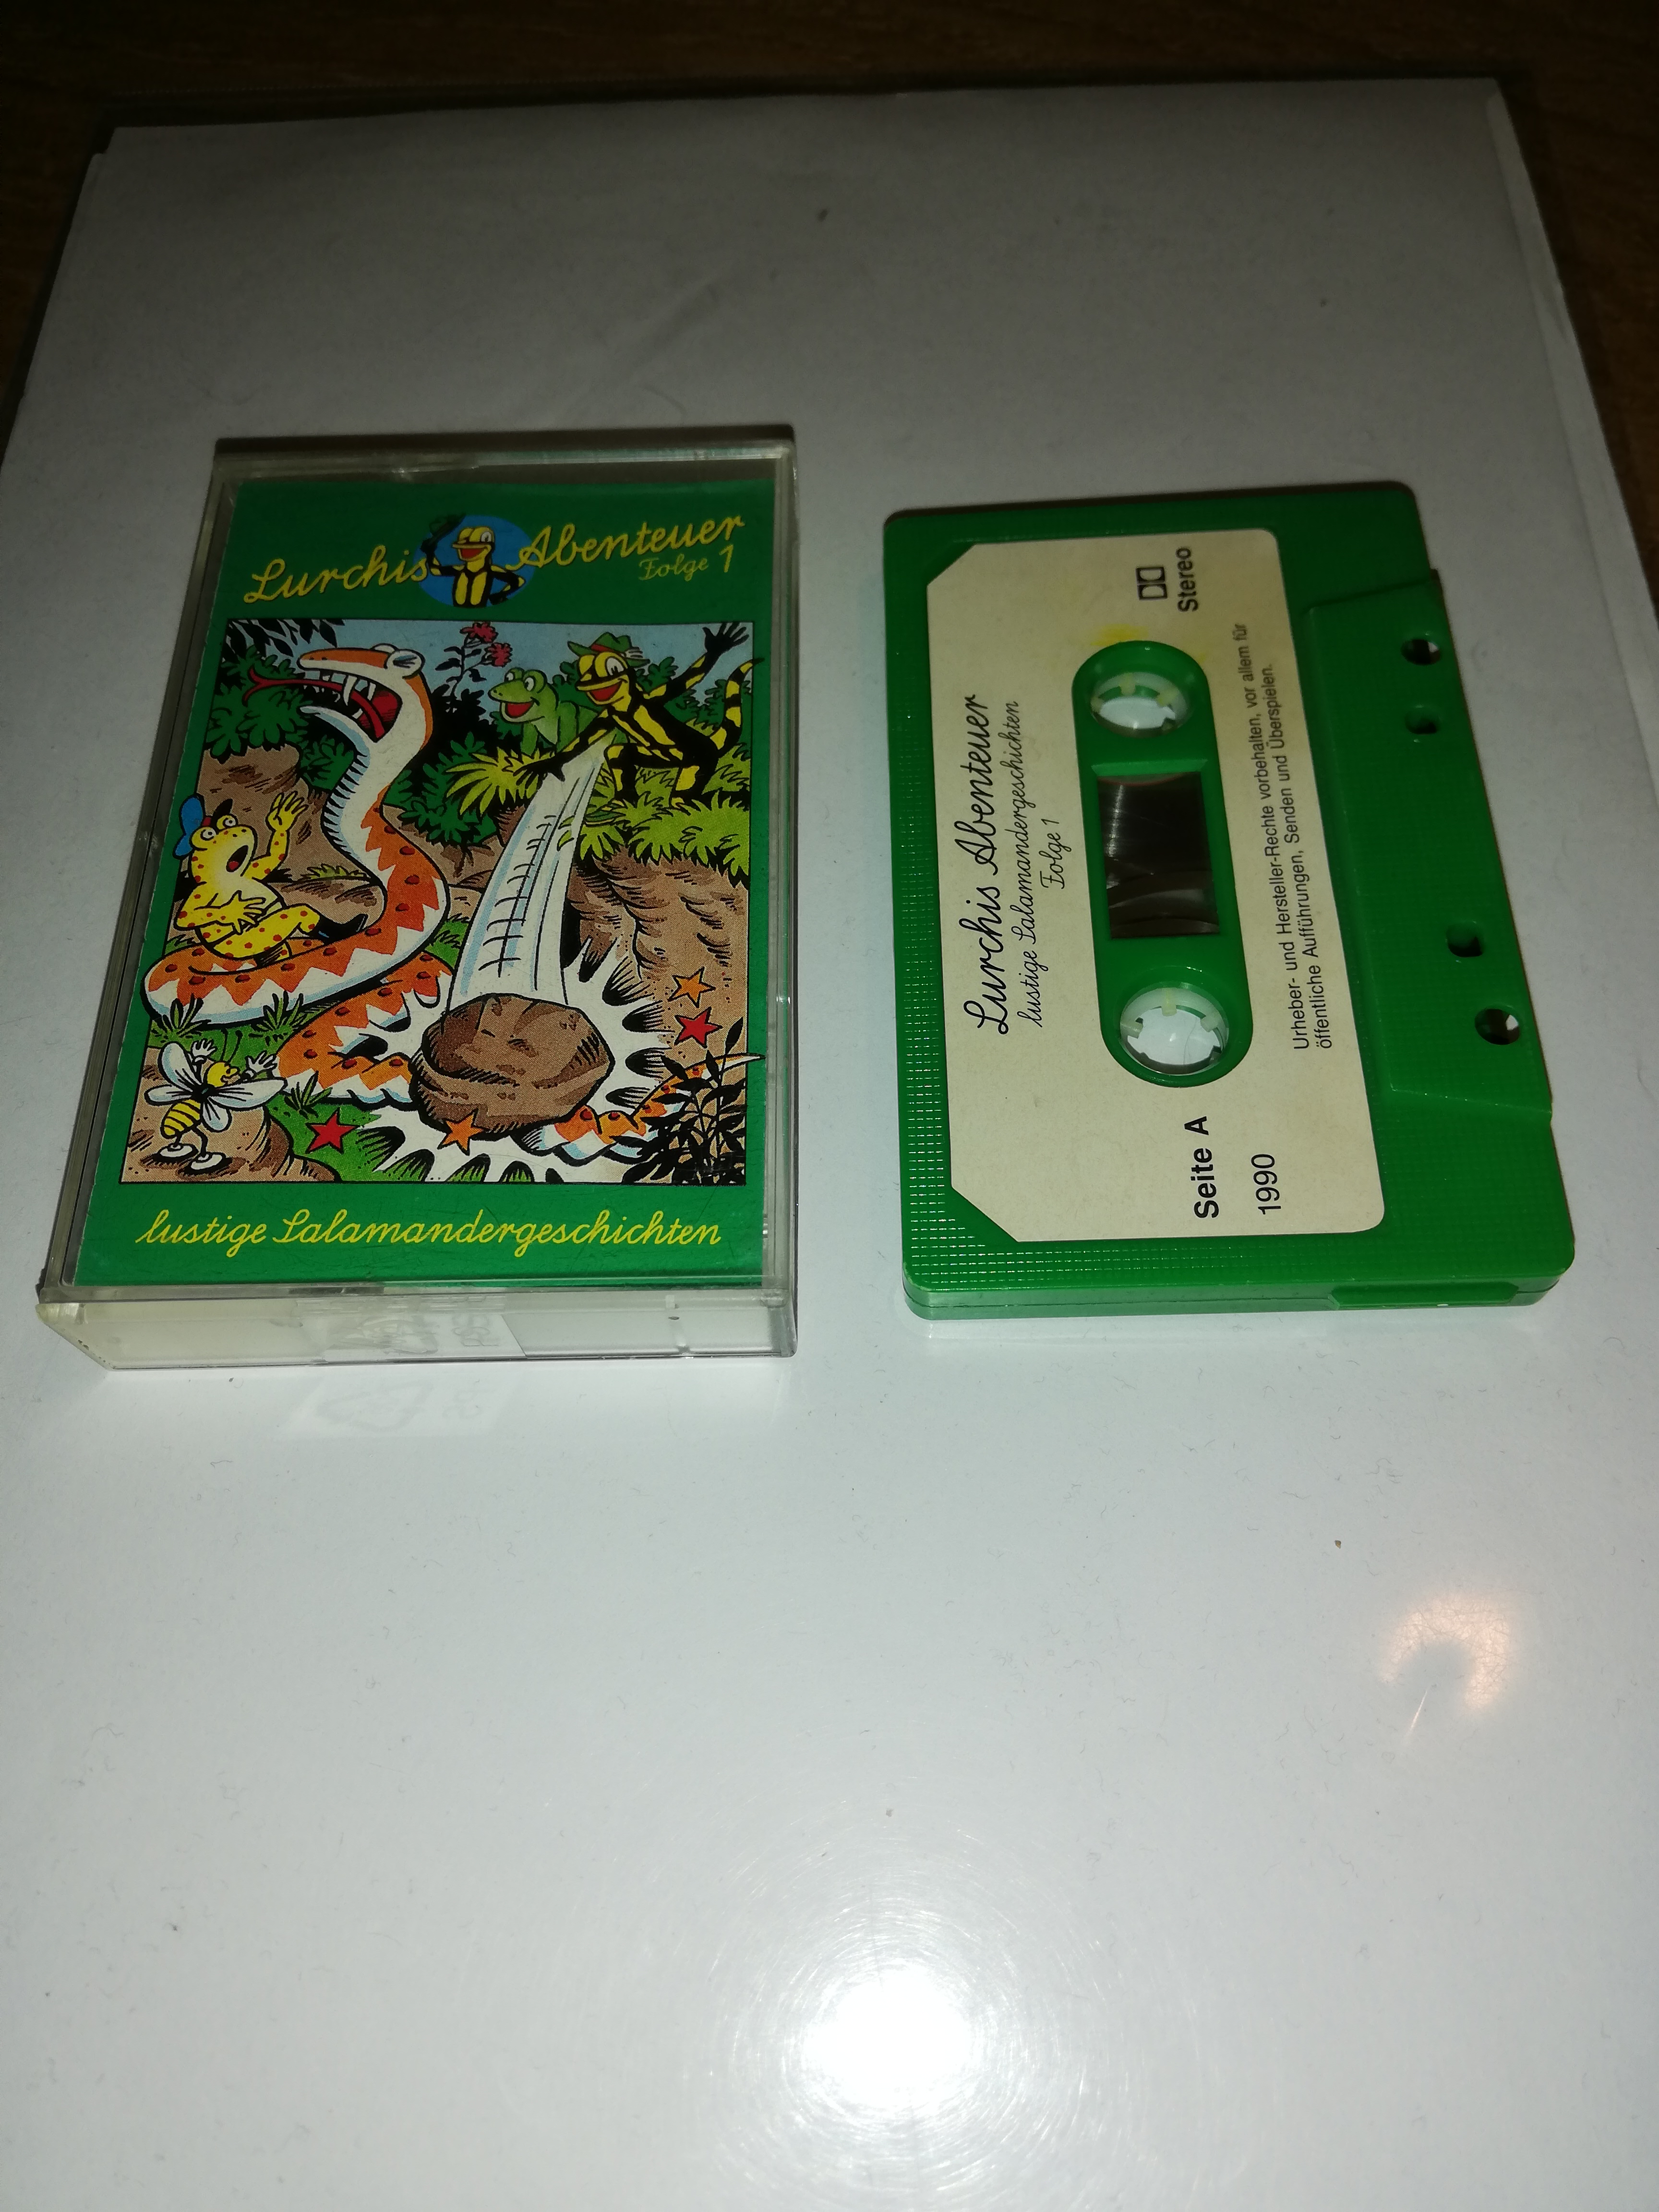 Lurchis Abenteuer
Folge 1
lustige Salamandergeschichten
Lurchis Abenteuer
lustige Salamandergeschichten
Folge 1
Stereo
Seite A
1990
Urheber- und Hersteller-Rechte vorbehalten, vor allem für
öffentliche Aufführungen, Senden und Überspielen.